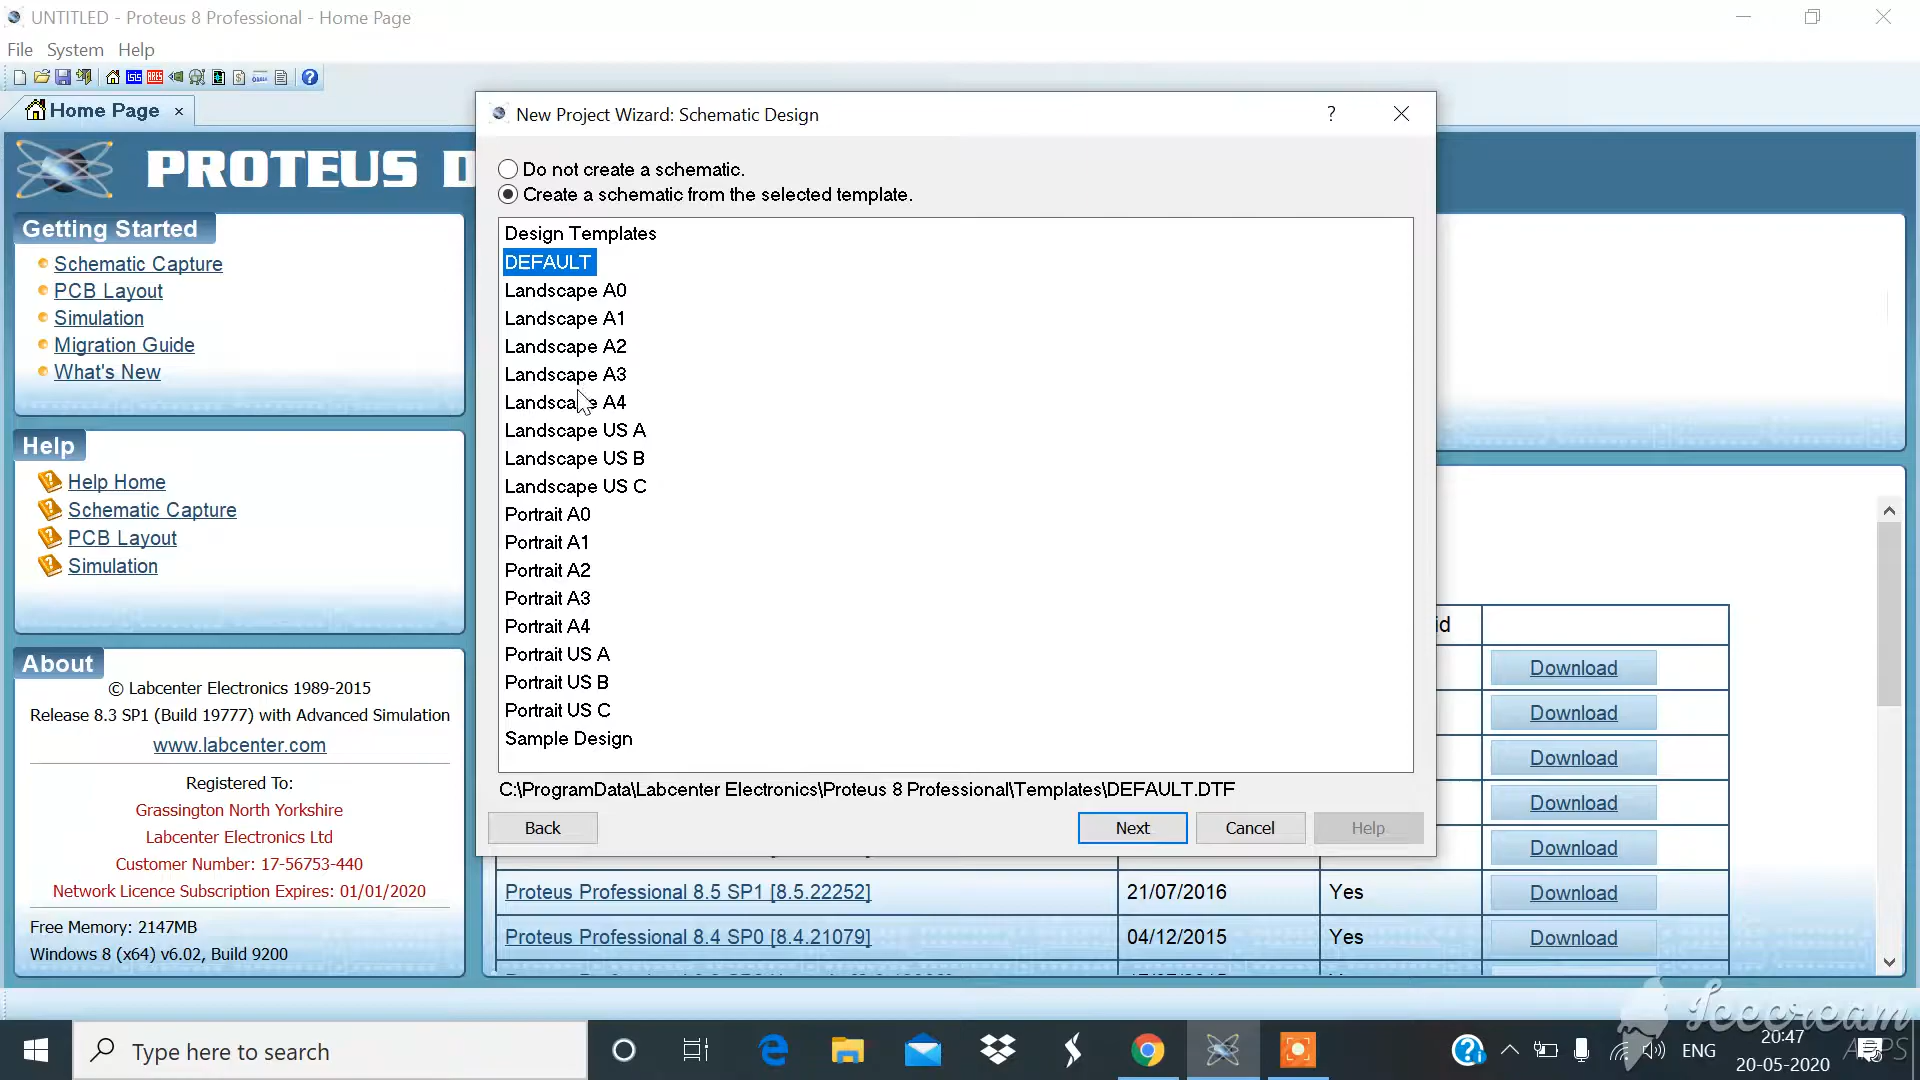 UNTITLED - Proteus 8 Professional - Home Page
File System Help
Home Page
PROTEUS
Getting Started
Schematic Capture
PCB Layout
Simulation
Migration Guide
What's New
Help
Help Home
Schematic Capture
PCB Layout
Simulation
About
© Labcenter Electronics 1989-2015
Release 8.3 SP1 (Build 19777) with Advanced Simulation
www.labcenter.com
Registered To:
Grassington North Yorkshire
Labcenter Electronics Ltd
Customer Number: 17-56753-440
Network Licence Subscription Expires: 01/01/2020
Free Memory: 2147MB
Windows 8 (x64) v6.02, Build 9200
New Project Wizard: Schematic Design
Do not create a schematic.
Create a schematic from the selected template.
Design Templates
DEFAULT
Landscape A0
Landscape A1
Landscape A2
Landscape A3
Landscape A4
Landscape US A
Landscape US B
Landscape US C
Portrait A0
Portrait A1
Portrait A2
Portrait A3
Portrait A4
Portrait US A
Portrait US B
Portrait US C
Sample Design
C:\ProgramData\Labcenter Electronics\Proteus 8 Professional\Templates\DEFAULT.DTF
Back Next Cancel Help
id
Download
Download
Download
Download
Download
Proteus Professional 8.5 SP1 [8.5.22252] 21/07/2016 Yes Download
Proteus Professional 8.4 SP0 [8.4.21079] 04/12/2015 Yes Download
Type here to search
ENG
20:47
20-05-2020
Icecream
APPS